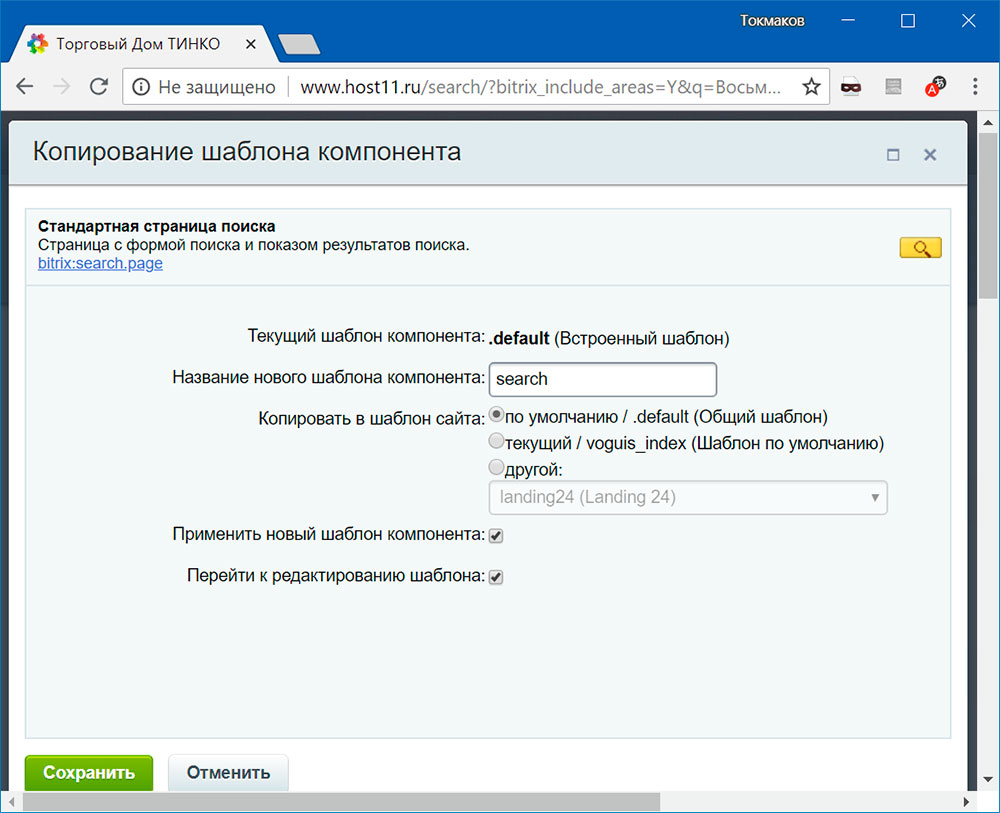 Токмаков
Торговый Дом ТИНКО
Не защищено www.host11.ru/search/?bitrix_include_areas=Y&q=Восьм...
Копирование шаблона компонента
Стандартная страница поиска
Страница с формой поиска и показом результатов поиска.
bitrix:search.page
Текущий шаблон компонента: .default (Встроенный шаблон)
Название нового шаблона компонента: search
Копировать в шаблон сайта: по умолчанию / .default (Общий шаблон)
текущий / voguis_index (Шаблон по умолчанию)
другой:
landing24 (Landing 24)
Применить новый шаблон компонента:
Перейти к редактированию шаблона:
Сохранить Отменить